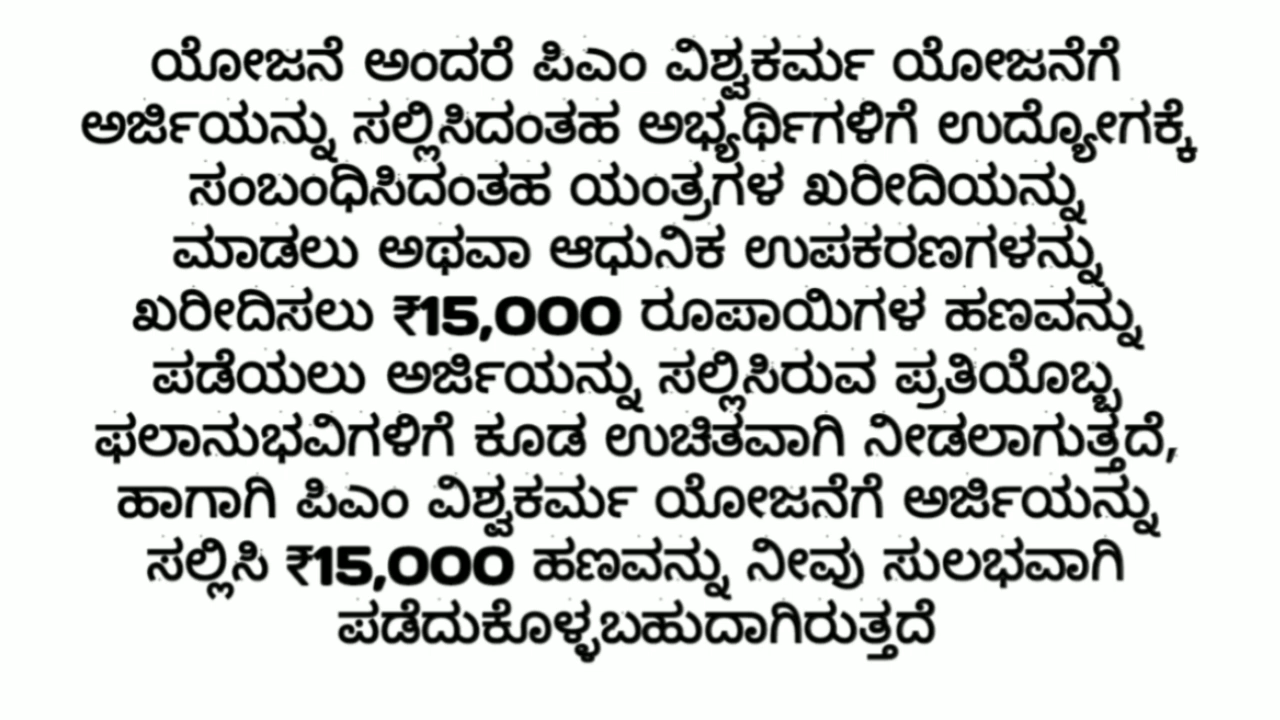 ಯೋಜನೆ ಅಂದರೆ ಪಿಎಂ ವಿಶ್ವಕರ್ಮ ಯೋಜನೆಗೆ
ಅರ್ಜಿಯನ್ನು ಸಲ್ಲಿಸಿದಂತಹ ಅಭ್ಯರ್ಥಿಗಳಿಗೆ ಉದ್ಯೋಗಕ್ಕೆ
ಸಂಬಂಧಿಸಿದಂತಹ ಯಂತ್ರಗಳ ಖರೀದಿಯನ್ನು
ಮಾಡಲು ಅಥವಾ ಆಧುನಿಕ ಉಪಕರಣಗಳನ್ನು
ಖರೀದಿಸಲು ₹15,000 ರೂಪಾಯಿಗಳ ಹಣವನ್ನು
ಪಡೆಯಲು ಅರ್ಜಿಯನ್ನು ಸಲ್ಲಿಸಿರುವ ಪ್ರತಿಯೊಬ್ಬ
ಫಲಾನುಭವಿಗಳಿಗೆ ಕೂಡ ಉಚಿತವಾಗಿ ನೀಡಲಾಗುತ್ತದೆ,
ಹಾಗಾಗಿ ಪಿಎಂ ವಿಶ್ವಕರ್ಮ ಯೋಜನೆಗೆ ಅರ್ಜಿಯನ್ನು
ಸಲ್ಲಿಸಿ ₹15,000 ಹಣವನ್ನು ನೀವು ಸುಲಭವಾಗಿ
ಪಡೆದುಕೊಳ್ಳಬಹುದಾಗಿರುತ್ತದೆ